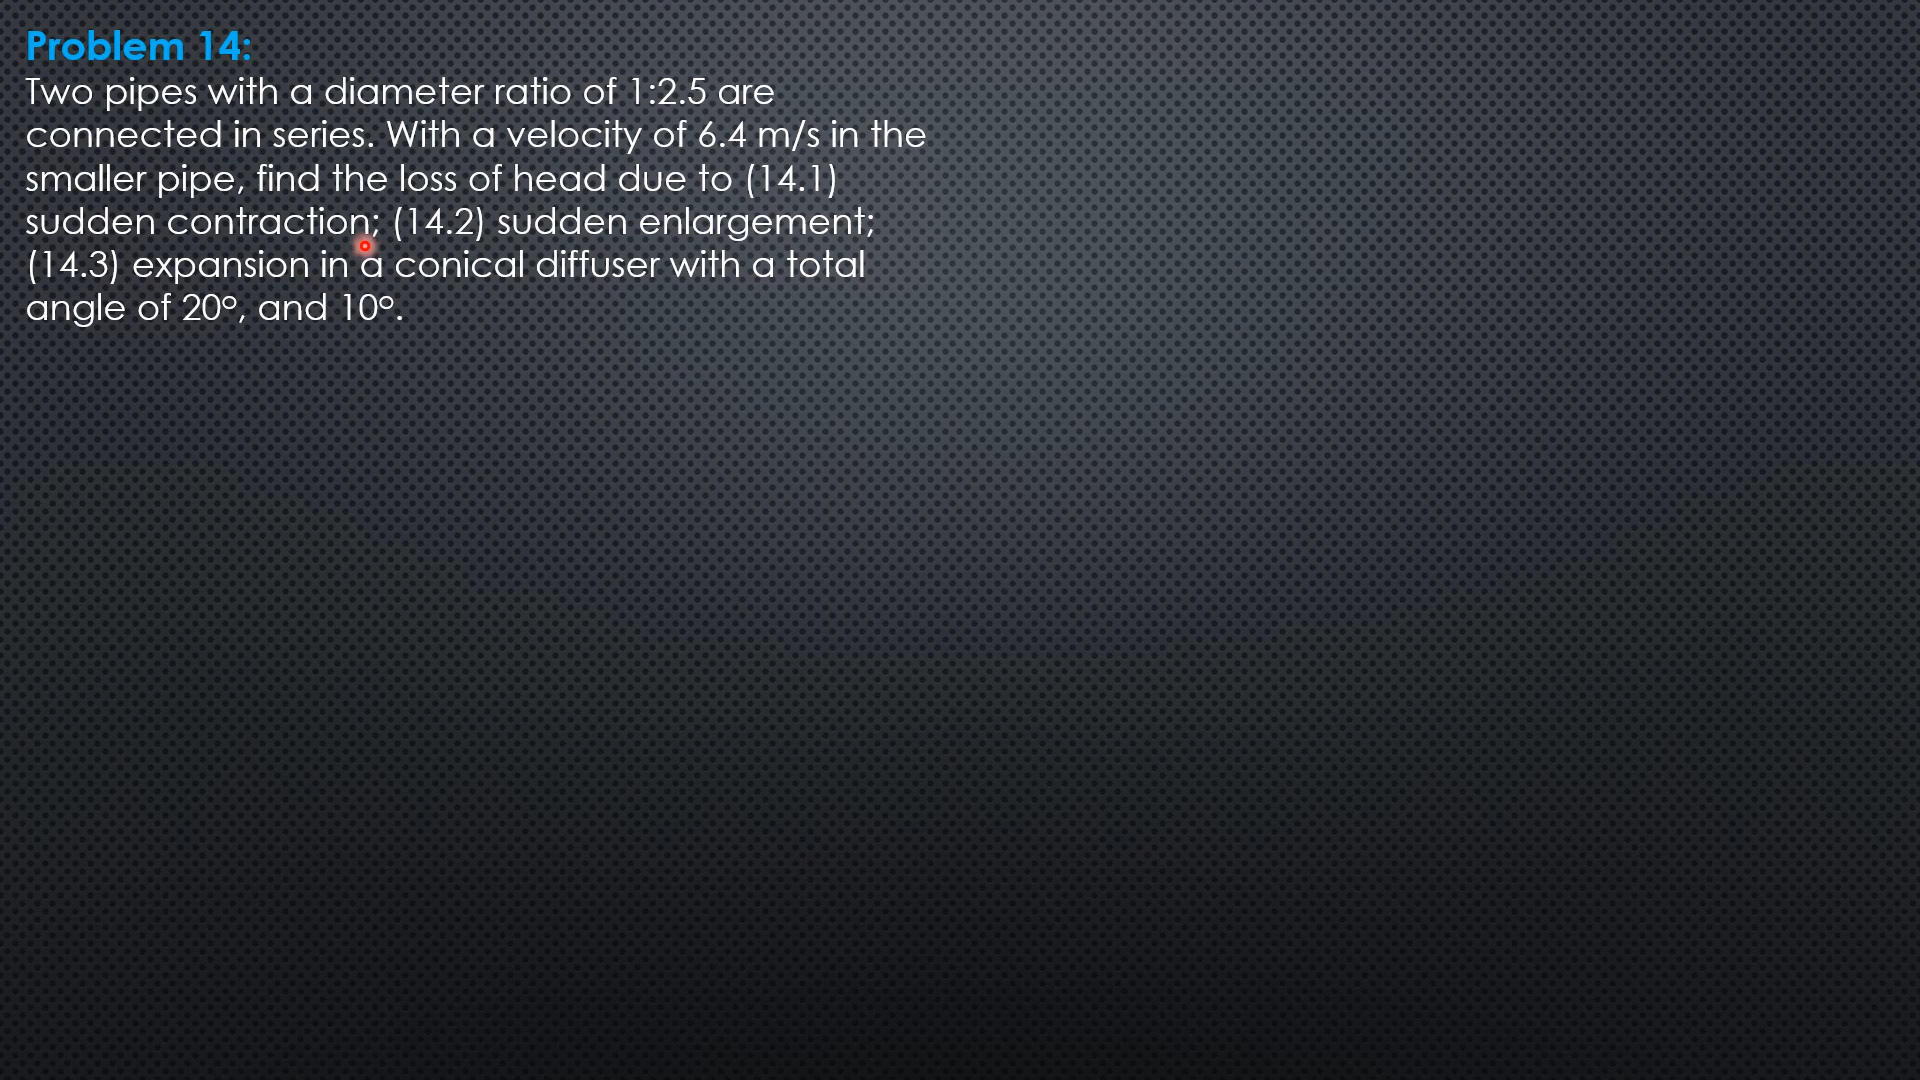 Problem 14:
Two pipes with a diameter ratio of 1:2.5 are
connected in series. With a velocity of 6.4 m/s in the
smaller pipe, find the loss of head due to (14.1)
sudden contraction; (14.2) sudden enlargement;
(14.3) expansion in a conical diffuser with a total
angle of 20º, and 10º.